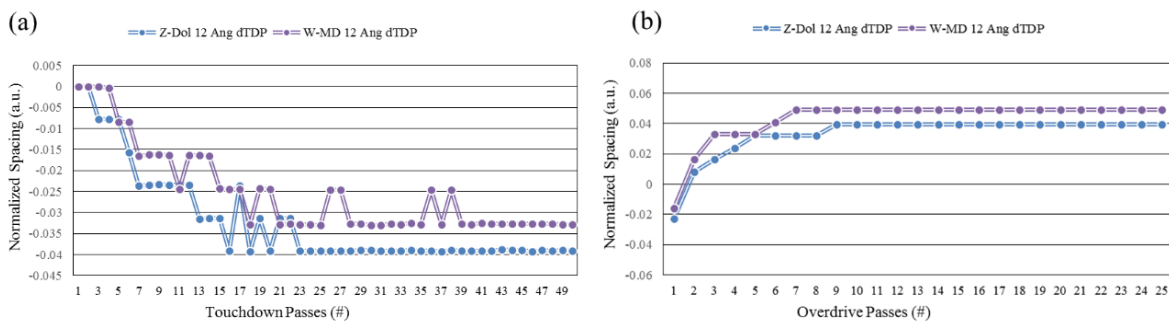 (a)
Z-Dol 12 Ang dTDP W-MD 12 Ang dTDP
Normalized Spacing (a.u.)
0.005
0
-0.005
-0.01
-0.015
-0.02
-0.025
-0.03
-0.035
-0.04
-0.045
1 3 5 7 9 11 13 15 17 19 21 23 25 27 29 31 33 35 37 39 41 43 45 47 49
Touchdown Passes (#)
(b)
Z-Dol 12 Ang dTDP W-MD 12 Ang dTDP
Normalized Spacing (a.u.)
0.08
0.06
0.04
0.02
0
-0.02
-0.04
-0.06
1 2 3 4 5 6 7 8 9 10 11 12 13 14 15 16 17 18 19 20 21 22 23 24 25
Overdrive Passes (#)